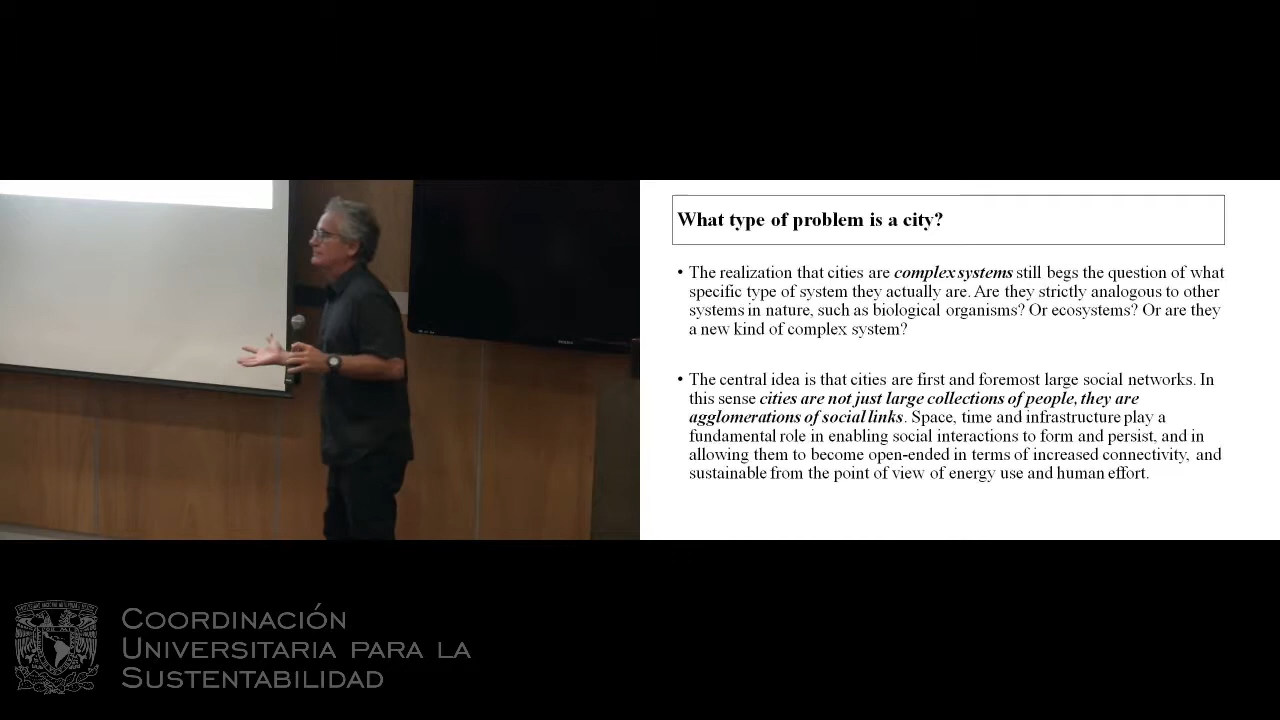 What type of problem is a city?
• The realization that cities are complex systems still begs the question of what
specific type of system they actually are. Are they strictly analogous to other
systems in nature, such as biological organisms? Or ecosystems? Or are they
a new kind of complex system?
• The central idea is that cities are first and foremost large social networks. In
this sense cities are not just large collections of people, they are
agglomerations of social links. Space, time and infrastructure play a
fundamental role in enabling social interactions to form and persist, and in
allowing them to become open-ended in terms of increased connectivity, and
sustainable from the point of view of energy use and human effort.
COORDINACIÓN
UNIVERSITARIA PARA LA
SUSTENTABILIDAD